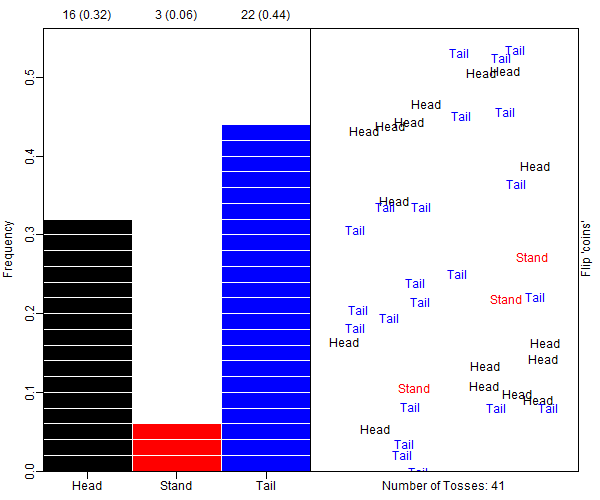 16 (0.32) 3 (0.06) 22 (0.44)
Frequency
0.5
0.4
0.3
0.2
0.1
0.0
Head Stand Tail
Tail
Tail
Tail
Head
Head
Head
Tail
Tail
Head
Head
Head
Head
Tail
Head
Tail
Tail
Tail
Stand
Tail
Tail
Stand
Tail
Tail
Tail
Tail
Tail
Head
Head
Head
Head
Head
Stand
Head
Head
Tail
Tail
Tail
Head
Tail
Tail
Tail
Flip 'coins'
Number of Tosses: 41